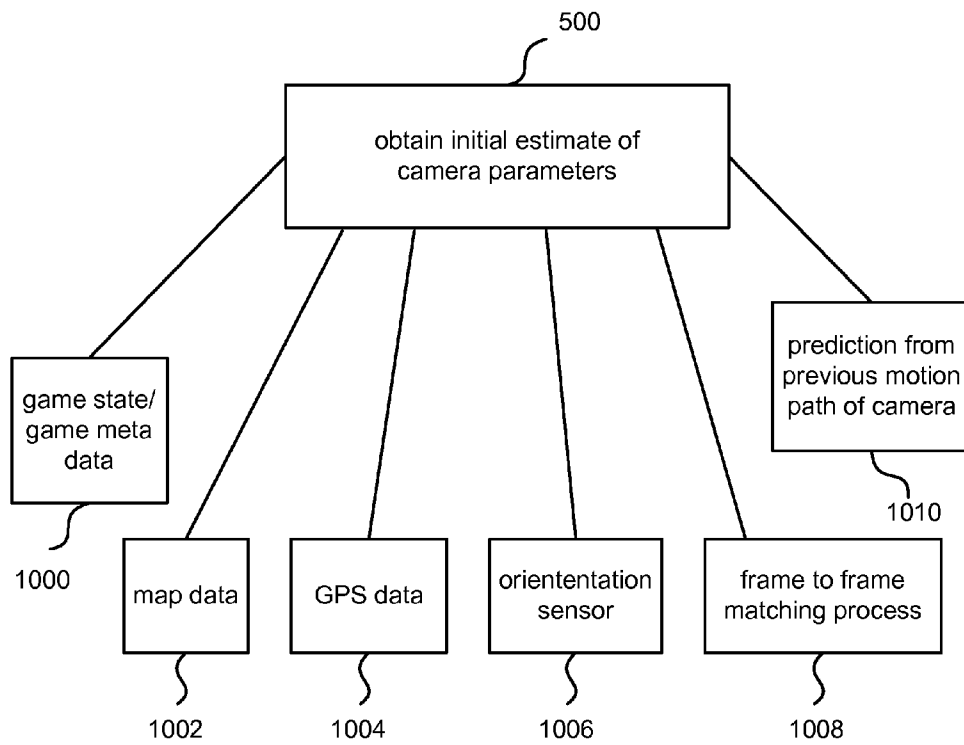 500
obtain initial estimate of
camera parameters
game state/
game meta
data
1000
map data
1002
GPS data
1004
oriententation
sensor
1006
frame to frame
matching process
1008
prediction from
previous motion
path of camera
1010